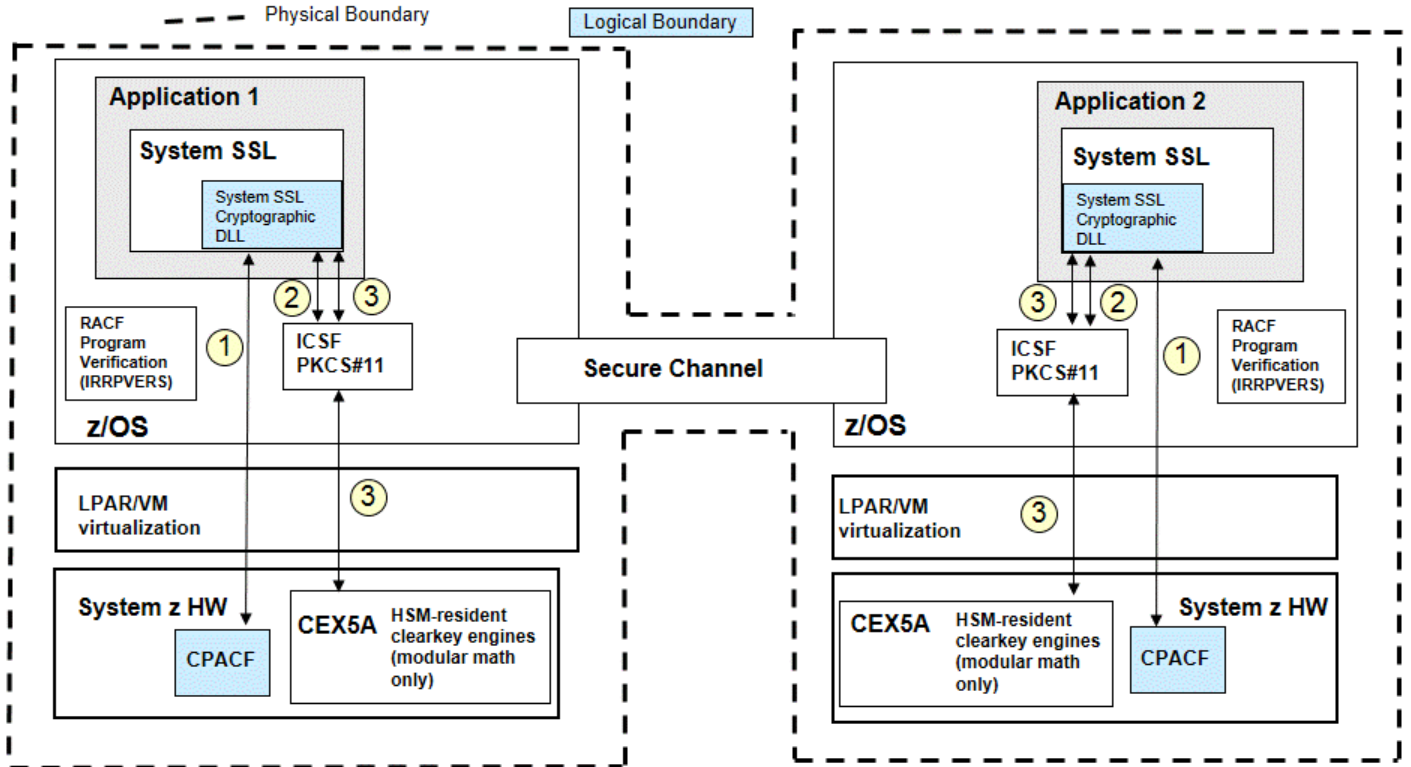 Physical Boundary
Logical Boundary
Application 1
System SSL
System SSL
Cryptographic
DLL
2
3
1
RACF
Program
Verification
(IRRPVERS)
ICSF
PKCS#11
z/OS
LPAR/VM
virtualization
3
System z HW
CPACF
CEX5A
HSM-resident
clearkey engines
(modular math
only)
Secure Channel
Application 2
System SSL
System SSL
Cryptographic
DLL
3
2
1
ICSF
PKCS#11
RACF
Program
Verification
(IRRPVERS)
z/OS
LPAR/VM
virtualization
3
CEX5A
HSM-resident
clearkey engines
(modular math
only)
System z HW
CPACF